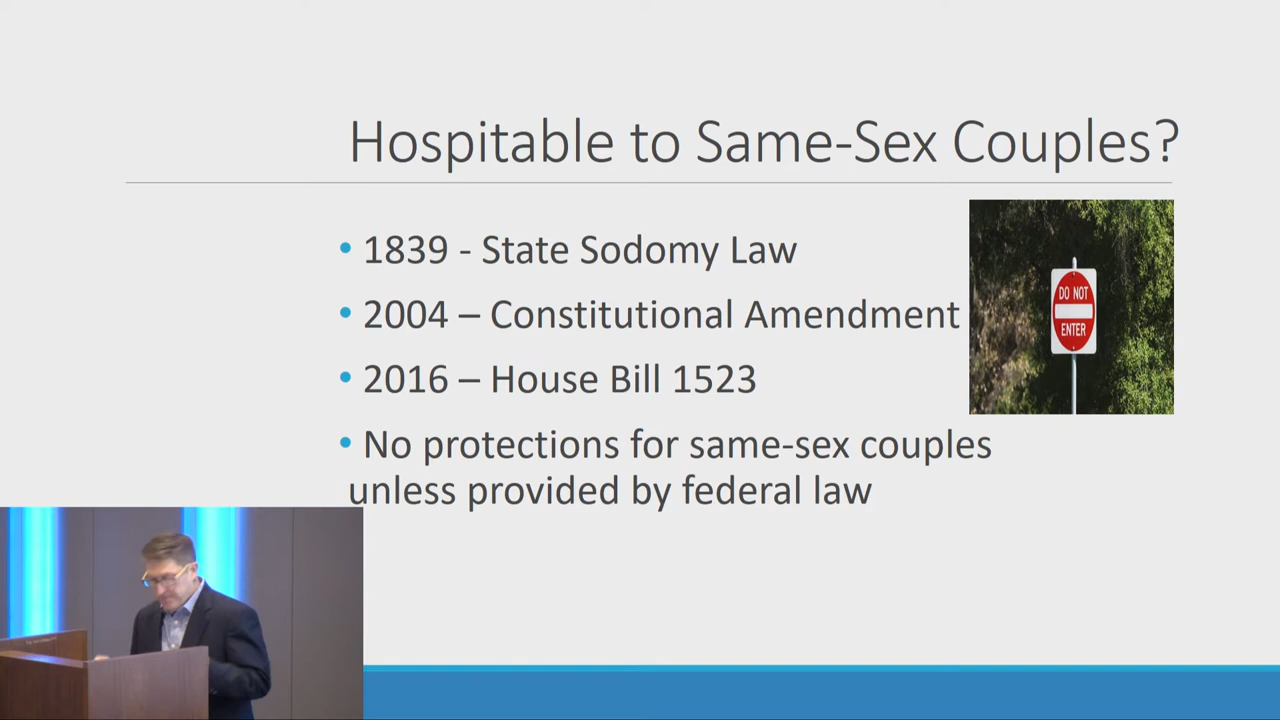 Hospitable to Same-Sex Couples?
• 1839 - State Sodomy Law
• 2004 – Constitutional Amendment
• 2016 – House Bill 1523
• No protections for same-sex couples
unless provided by federal law
DO NOT
ENTER